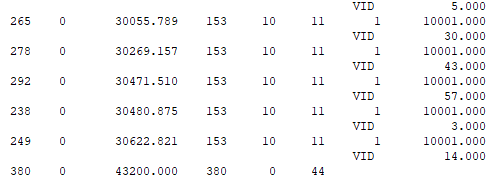 VID 5.000
265 0 30055.789 153 10 11 1 10001.000
VID 30.000
278 0 30269.157 153 10 11 1 10001.000
VID 43.000
292 0 30471.510 153 10 11 1 10001.000
VID 57.000
238 0 30480.875 153 10 11 1 10001.000
VID 3.000
249 0 30622.821 153 10 11 1 10001.000
VID 14.000
380 0 43200.000 380 0 44